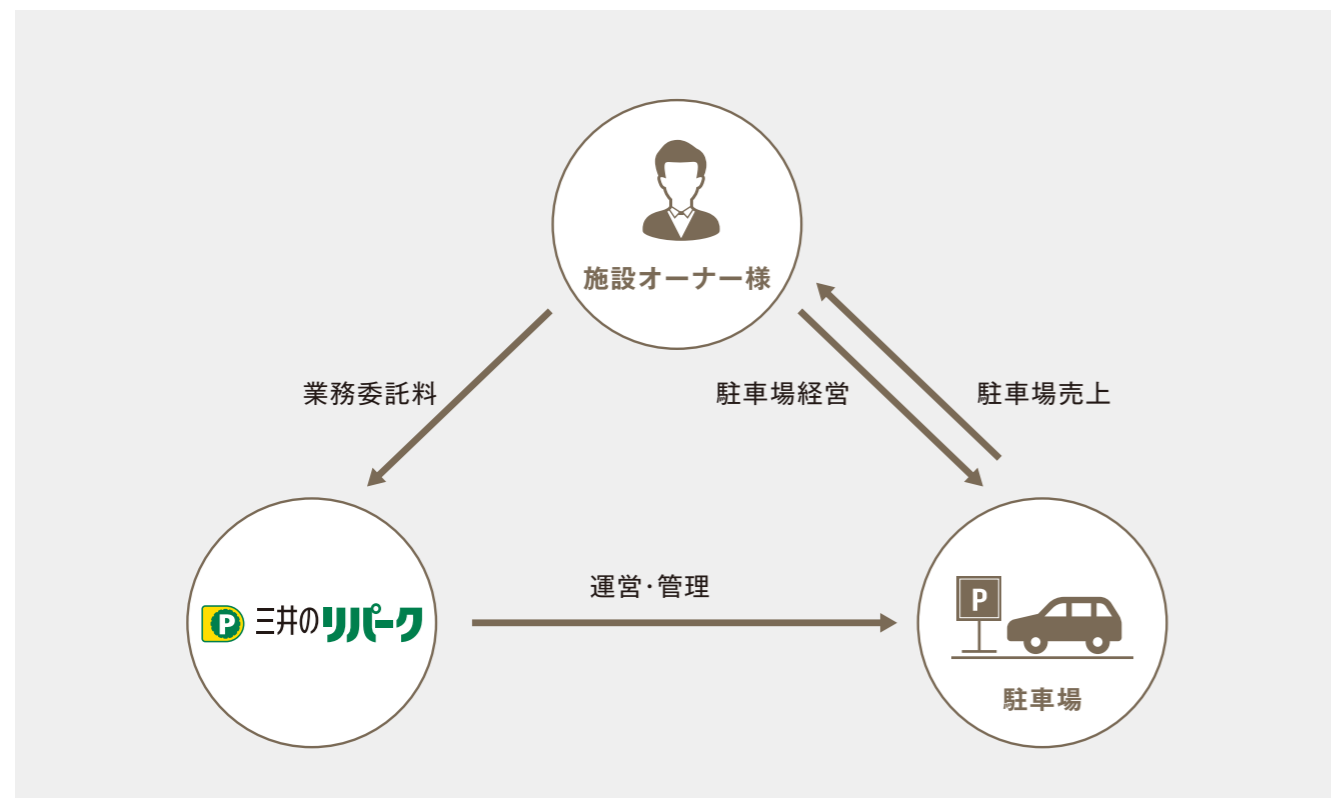 施設オーナー様
業務委託料
駐車場経営
駐車場売上
運営・管理
P 三井のリパーク
P
駐車場